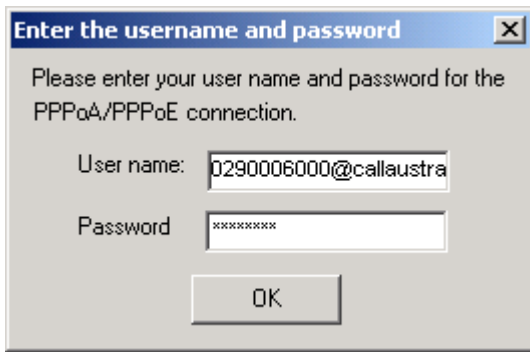 Enter the username and password
Please enter your user name and password for the
PPPoA/PPPoE connection.
User name: 0290006000@callaustra
Password ********
OK